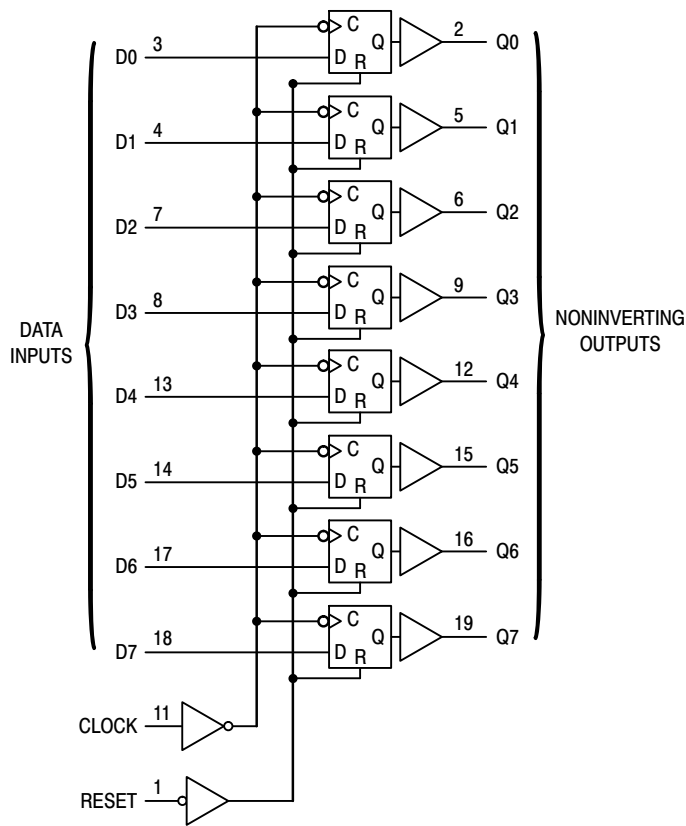 C
Q
2
Q0
D0
3
D
R
C
Q
5
Q1
D1
4
D
R
C
Q
6
Q2
D2
7
D
R
C
Q
9
Q3
D3
8
D
R
DATA
INPUTS
NONINVERTING
OUTPUTS
C
Q
12
Q4
D4
13
D
R
C
Q
15
Q5
D5
14
D
R
C
Q
16
Q6
D6
17
D
R
C
Q
19
Q7
D7
18
D
R
CLOCK
11
RESET
1